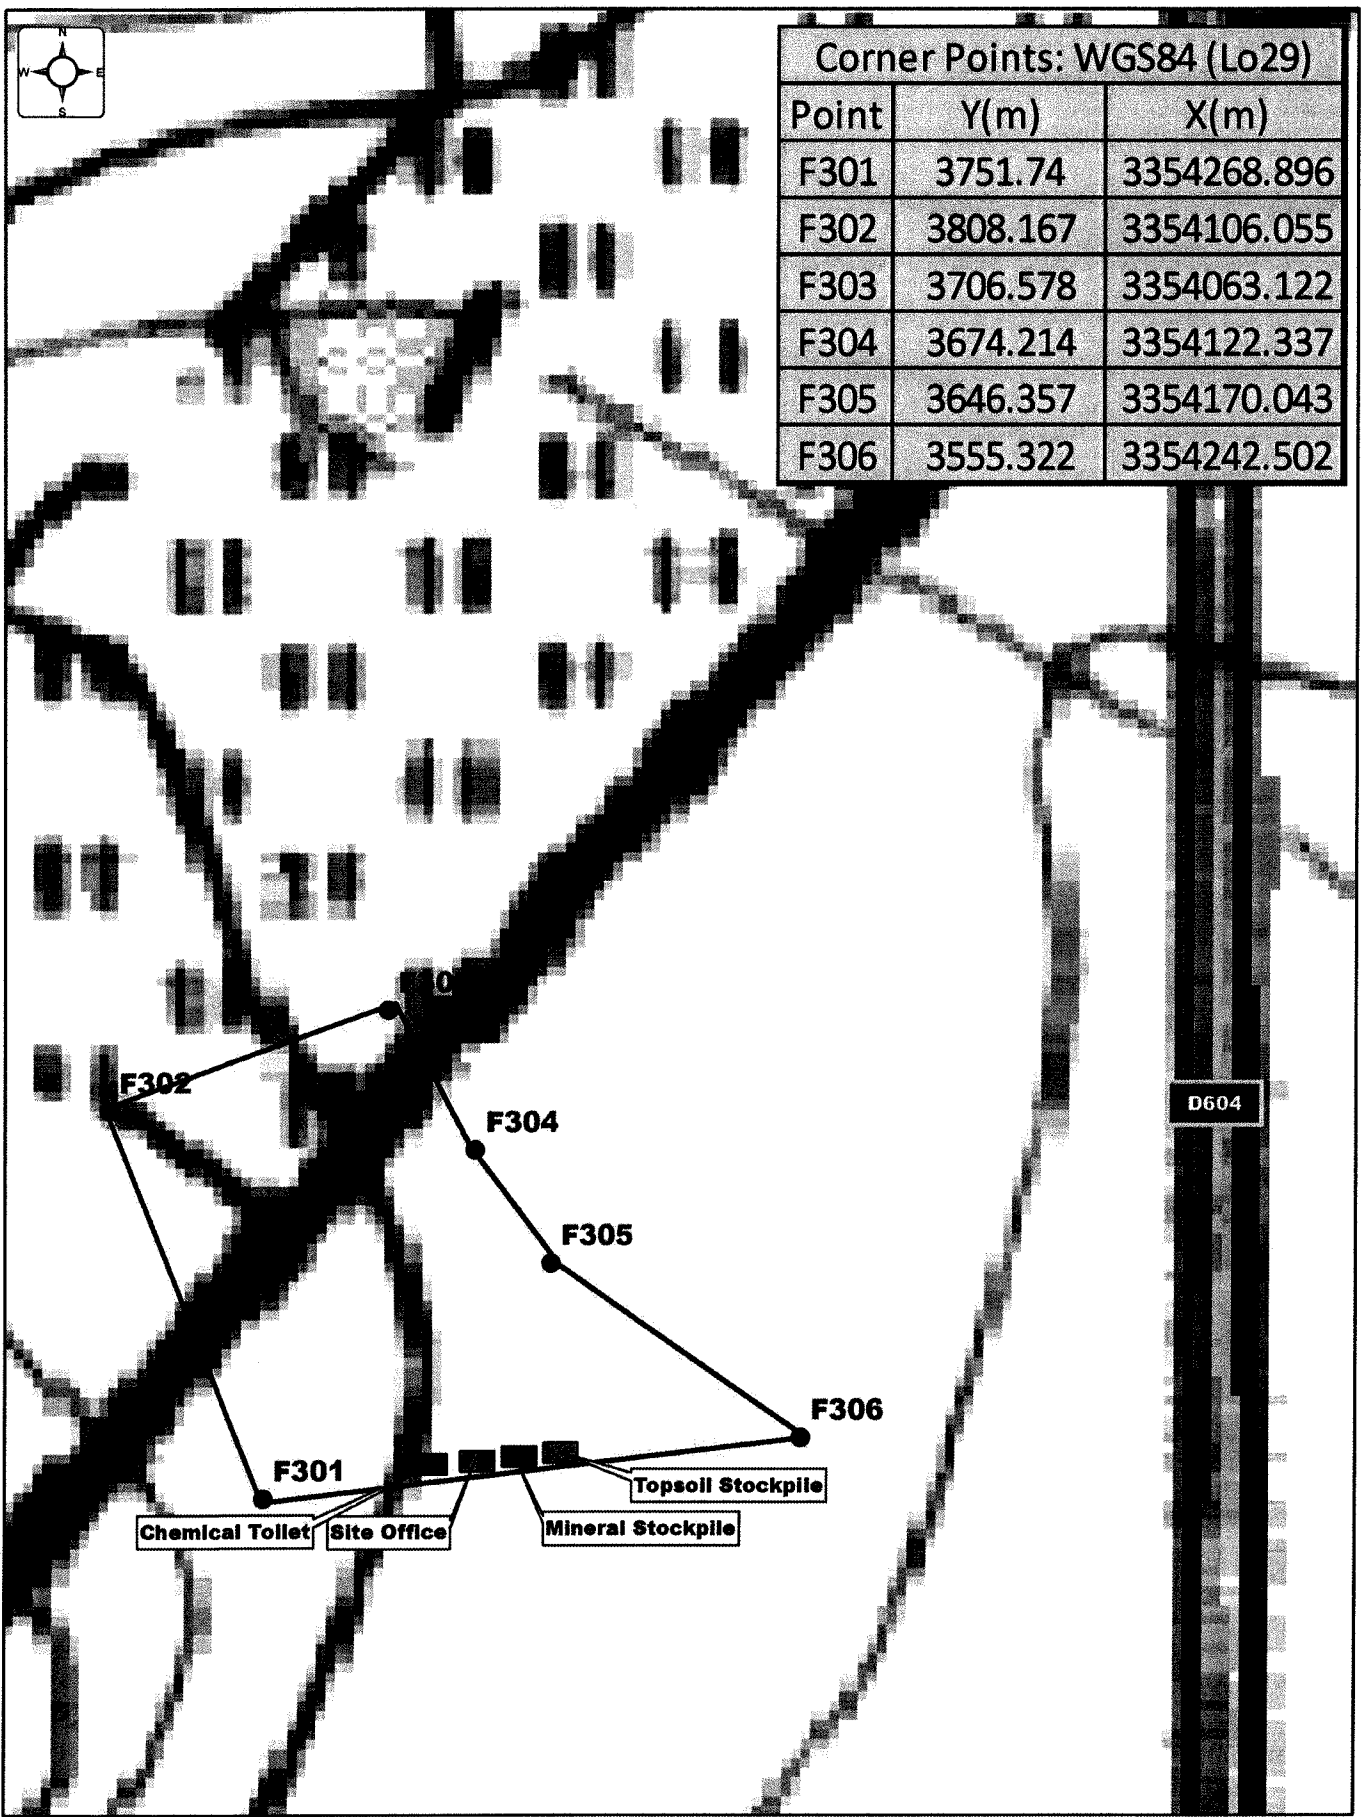 N
W E
S
Corner Points: WGS84 (Lo29)
Point Y(m) X(m)
F301 3751.74 3354268.896
F302 3808.167 3354106.055
F303 3706.578 3354063.122
F304 3674.214 3354122.337
F305 3646.357 3354170.043
F306 3555.322 3354242.502
F302
D604
F304
F305
F306
F301
Topsoil Stockpile
Chemical Toilet Site Office Mineral Stockpile